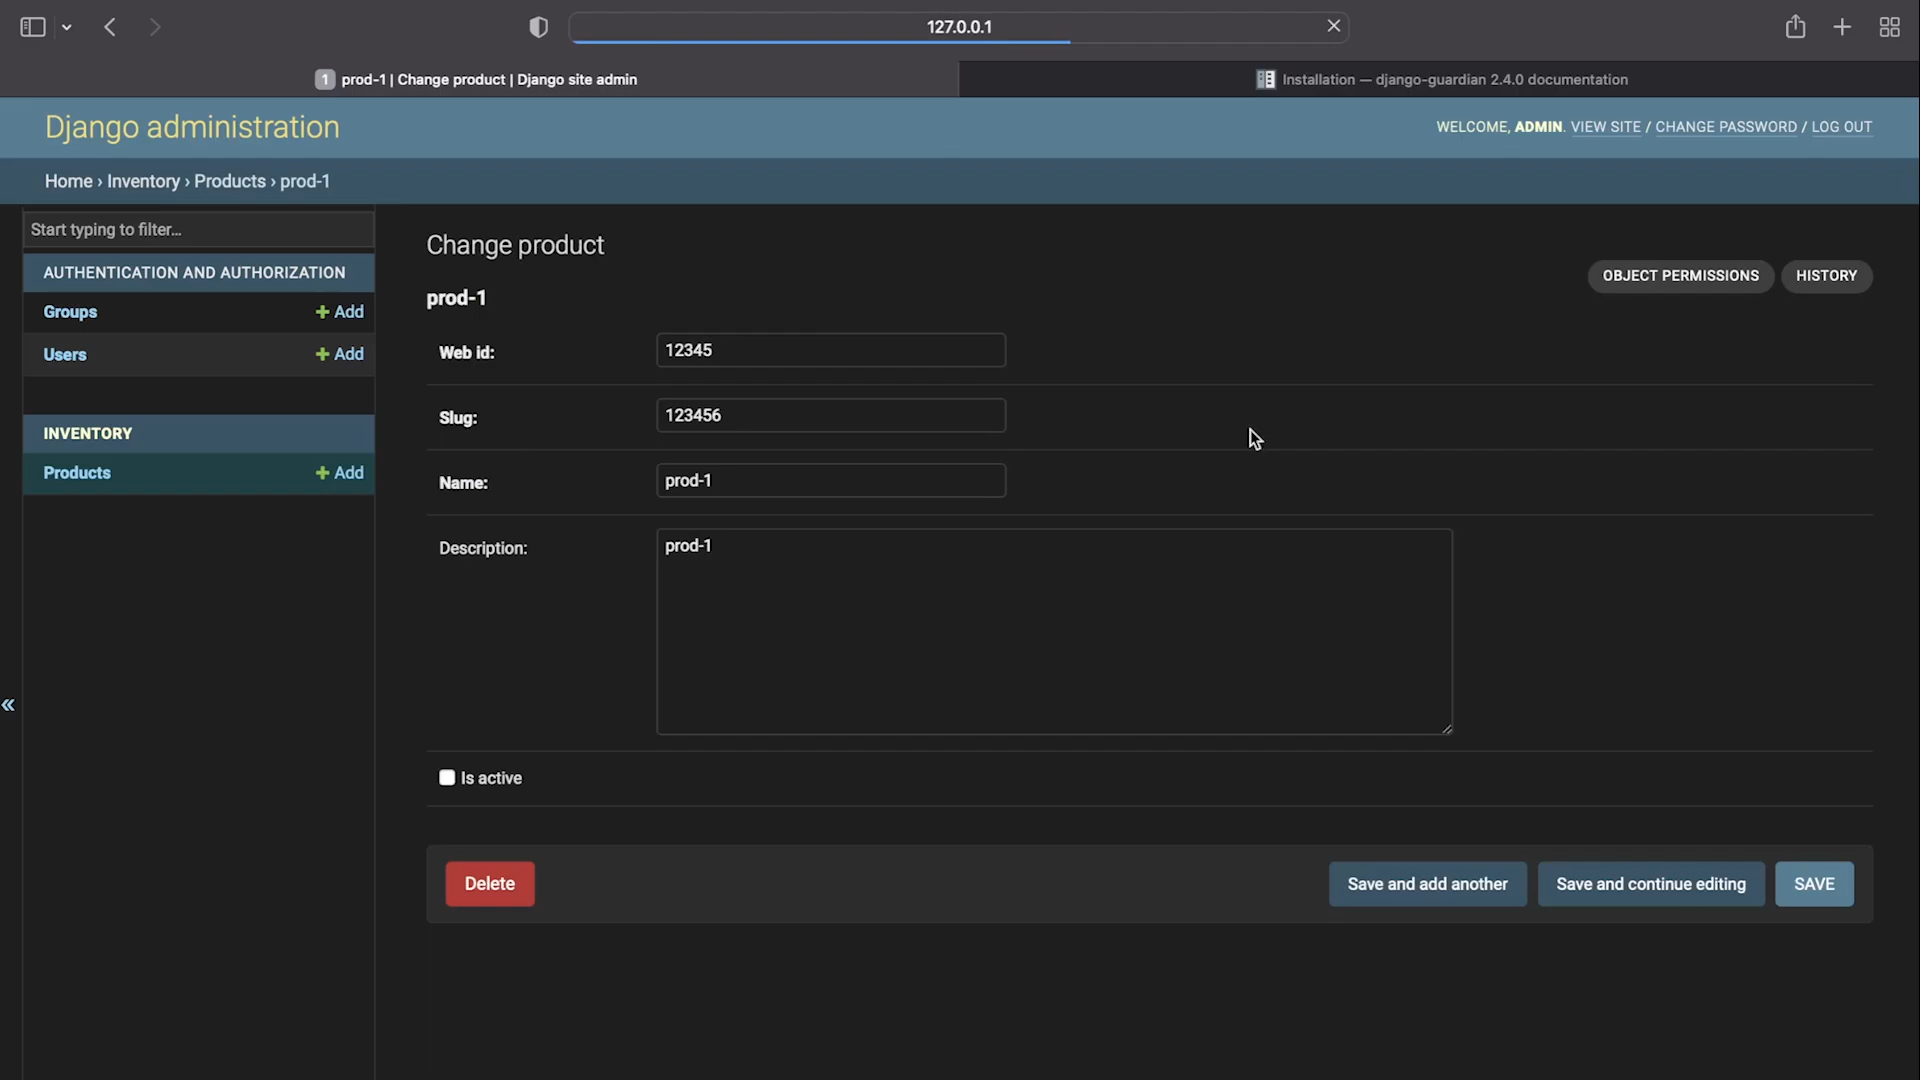 127.0.0.1
1 prod-1 | Change product | Django site admin
Installation — django-guardian 2.4.0 documentation
Django administration
WELCOME, ADMIN. VIEW SITE / CHANGE PASSWORD / LOG OUT
Home › Inventory › Products › prod-1
Start typing to filter...
AUTHENTICATION AND AUTHORIZATION
Groups + Add
Users + Add
INVENTORY
Products + Add
«
Change product
OBJECT PERMISSIONS HISTORY
prod-1
Web id: 12345
Slug: 123456
Name: prod-1
Description: prod-1
Is active
Delete
Save and add another Save and continue editing SAVE